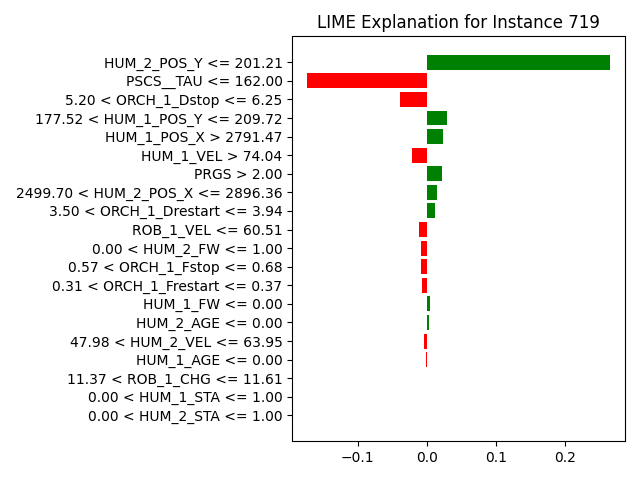 LIME Explanation for Instance 719
HUM_2_POS_Y <= 201.21
PSCS__TAU <= 162.00
5.20 < ORCH_1_Dstop <= 6.25
177.52 < HUM_1_POS_Y <= 209.72
HUM_1_POS_X > 2791.47
HUM_1_VEL > 74.04
PRGS > 2.00
2499.70 < HUM_2_POS_X <= 2896.36
3.50 < ORCH_1_Drestart <= 3.94
ROB_1_VEL <= 60.51
0.00 < HUM_2_FW <= 1.00
0.57 < ORCH_1_Fstop <= 0.68
0.31 < ORCH_1_Frestart <= 0.37
HUM_1_FW <= 0.00
HUM_2_AGE <= 0.00
47.98 < HUM_2_VEL <= 63.95
HUM_1_AGE <= 0.00
11.37 < ROB_1_CHG <= 11.61
0.00 < HUM_1_STA <= 1.00
0.00 < HUM_2_STA <= 1.00
−0.1 0.0 0.1 0.2